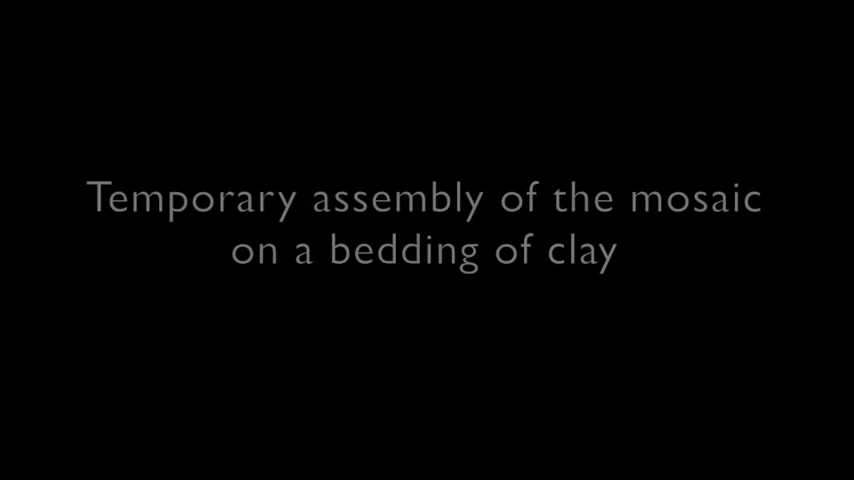 Temporary assembly of the mosaic
on a bedding of clay